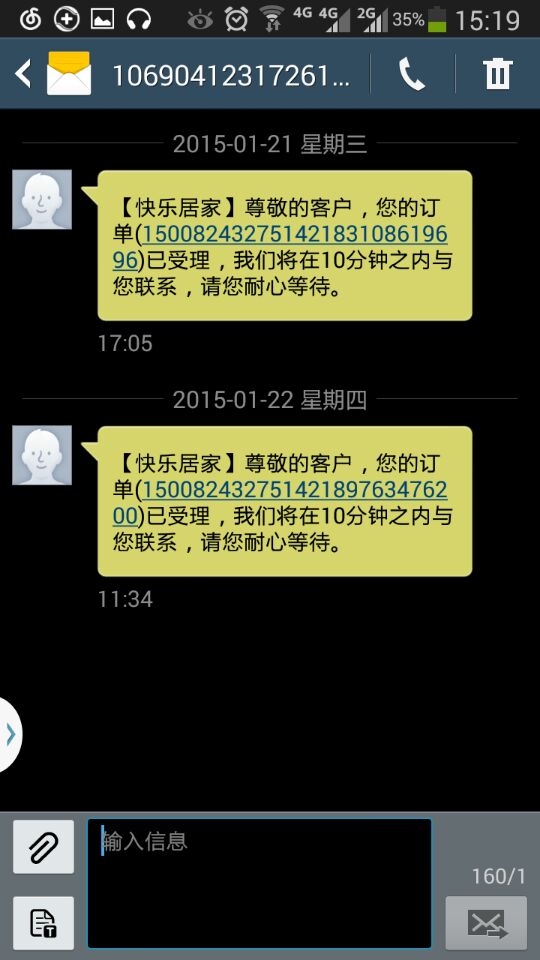 4G 4G 2G 35% 15:19
10690412317261...
2015-01-21 星期三
【快乐居家】尊敬的客户，您的订
单(150082432751421831086196
96)已受理，我们将在10分钟之内与
您联系，请您耐心等待。
17:05
2015-01-22 星期四
【快乐居家】尊敬的客户，您的订
单(150082432751421897634762
00)已受理，我们将在10分钟之内与
您联系，请您耐心等待。
11:34
输入信息
160/1
T